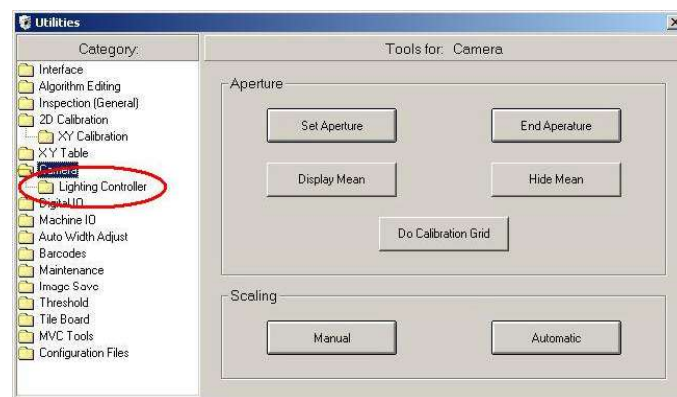 Utilities
Category:
Tools for: Camera
Interface
Algorithm Editing
Inspection (General)
2D Calibration
XY Calibration
XY Table
Camera
Lighting Controller
Digital IO
Machine IO
Auto Width Adjust
Barcodes
Maintenance
Image Save
Threshold
Tile Board
MVC Tools
Configuration Files
Aperture
Set Aperture
End Aperature
Display Mean
Hide Mean
Do Calibration Grid
Scaling
Manual
Automatic